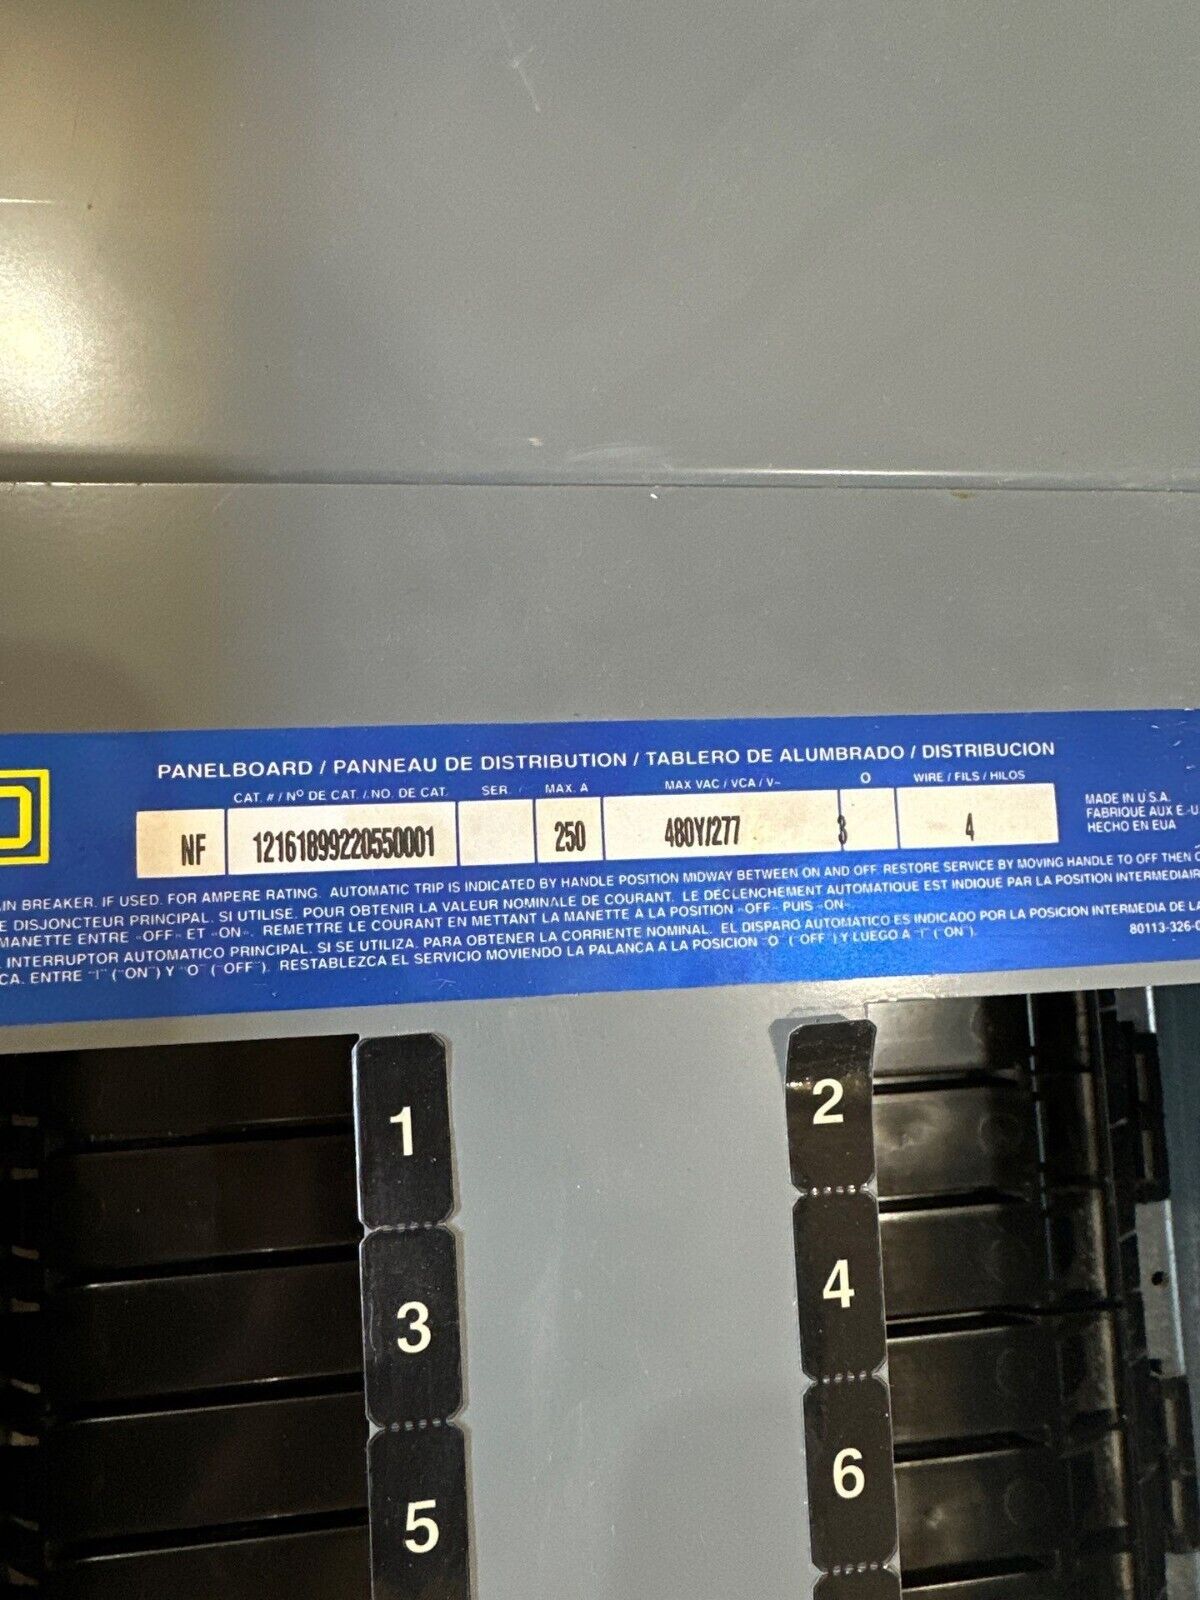 PANELBOARD / PANNEAU DE DISTRIBUTION / TABLERO DE ALUMBRADO / DISTRIBUCION
CAT. # / Nº DE CAT. / NO. DE CAT. SER. MAX. A MAX VAC / VCA / V~ O WIRE / FILS / HILOS
NF 12161899220550001 250 480Y/277 3 4
MADE IN U.S.A.
FABRIQUE AUX E.-U.
HECHO EN EUA
AIN BREAKER. IF USED. FOR AMPERE RATING. AUTOMATIC TRIP IS INDICATED BY HANDLE POSITION MIDWAY BETWEEN ON AND OFF. RESTORE SERVICE BY MOVING HANDLE TO OFF THEN
E DISJONCTEUR PRINCIPAL. SI UTILISE. POUR OBTENIR LA VALEUR NOMINALE DE COURANT. LE DÉCLENCHEMENT AUTOMATIQUE EST INDIQUE PAR LA POSITION INTERMEDIAIR
MANETTE ENTRE "OFF" ET "ON". REMETTRE LE COURANT EN METTANT LA MANETTE A LA POSITION "OFF" PUIS "ON".
INTERRUPTOR AUTOMATICO PRINCIPAL. SI SE UTILIZA. PARA OBTENER LA CORRIENTE NOMINAL. EL DISPARO AUTOMATICO ES INDICADO POR LA POSICION INTERMEDIA DE LA
CA. ENTRE "I" ("ON") Y "O" ("OFF"). RESTABLEZCA EL SERVICIO MOVIENDO LA PALANCA A LA POSICION "O" ("OFF") Y LUEGO A "I" ("ON").
80113-326-0
1
2
3
4
5
6